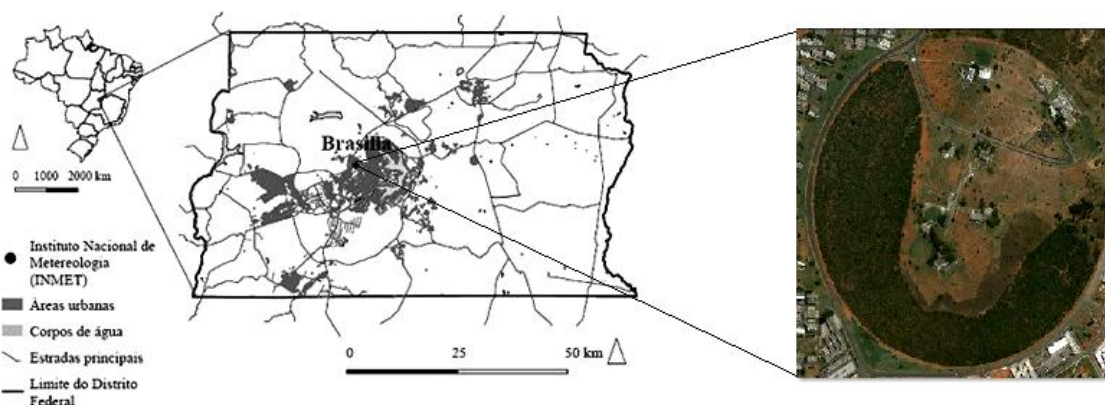 Brasília
0 1000 2000 km
Instituto Nacional de
Metereologia
(INMET)
Áreas urbanas
Corpos de água
Estradas principais
Limite do Distrito
Federal
0 25 50 km